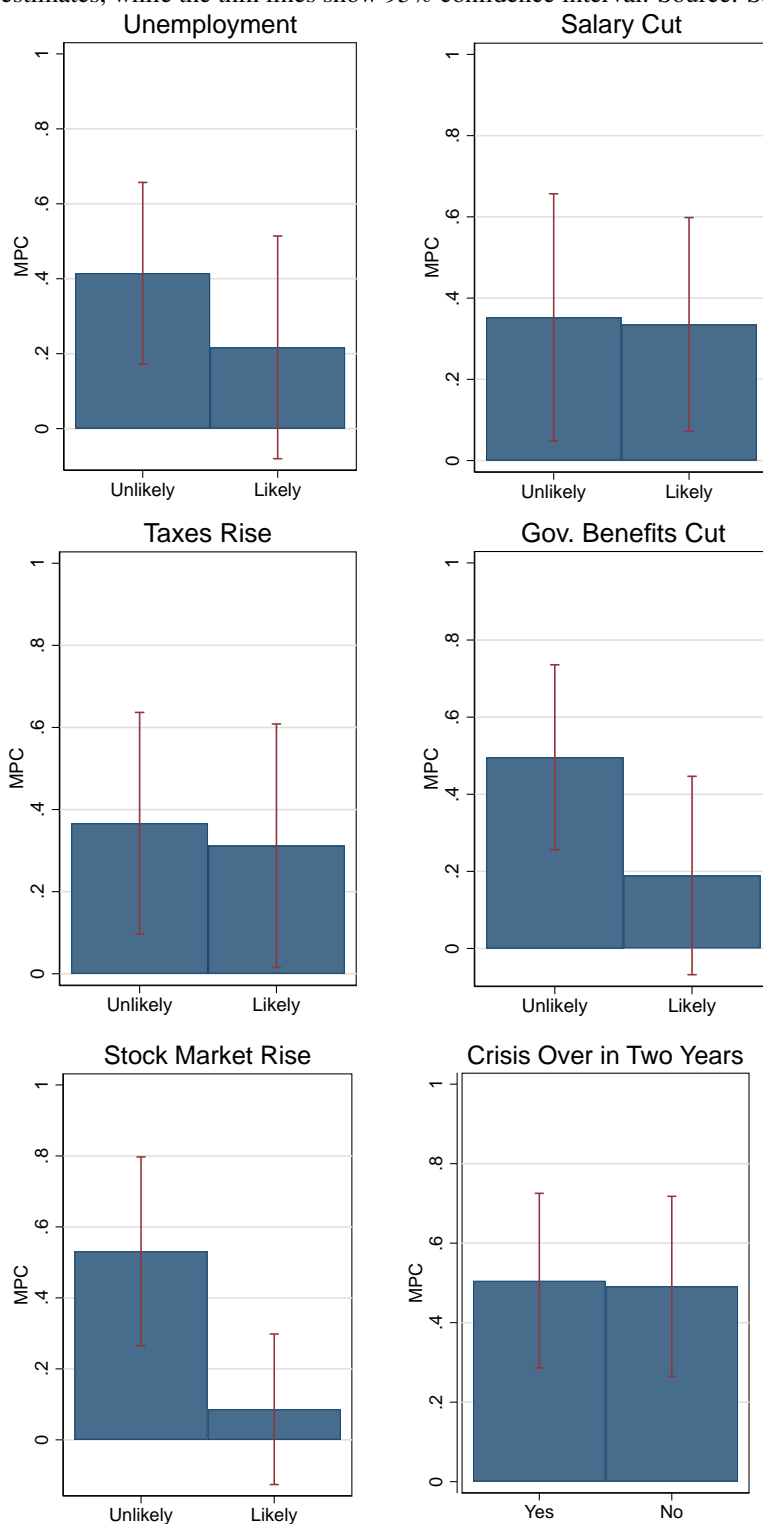 estimates, while the thin lines show 95% confidence interval. Source: S
Unemployment
1
.8
.6
.4
.2
0
MPC
Unlikely Likely
Salary Cut
1
.8
.6
.4
.2
0
MPC
Unlikely Likely
Taxes Rise
1
.8
.6
.4
.2
0
MPC
Unlikely Likely
Gov. Benefits Cut
1
.8
.6
.4
.2
0
MPC
Unlikely Likely
Stock Market Rise
1
.8
.6
.4
.2
0
MPC
Unlikely Likely
Crisis Over in Two Years
1
.8
.6
.4
.2
0
MPC
Yes No